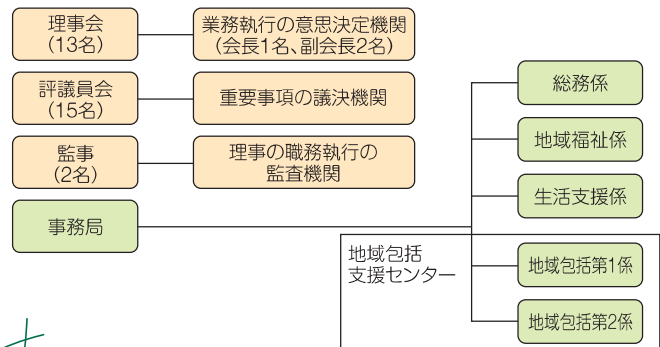 理事会
(13名)
業務執行の意思決定機関
(会長1名、副会長2名)
評議員会
(15名)
重要事項の議決機関
監事
(2名)
理事の職務執行の
監査機関
事務局
総務係
地域福祉係
生活支援係
地域包括
支援センター
地域包括第1係
地域包括第2係